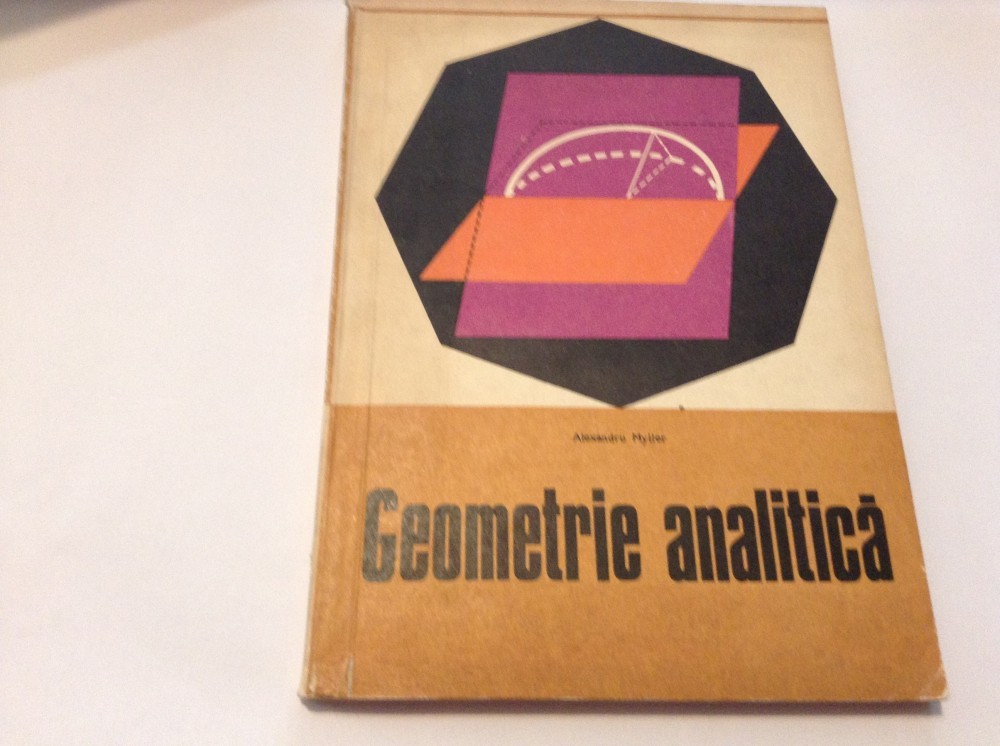 Alexandru Myller
Geometrie analitică